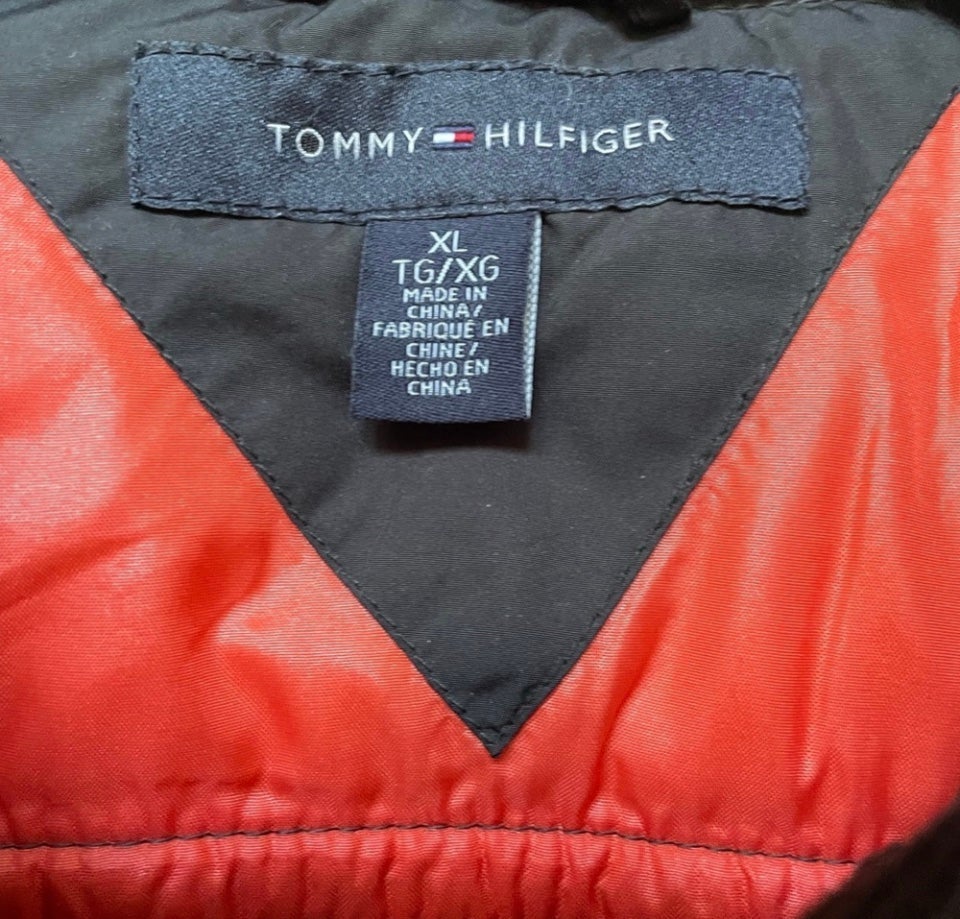 TOMMY HILFIGER
XL
TG/XG
MADE IN
CHINA/
FABRIQUÉ EN
CHINE/
HECHO EN
CHINA